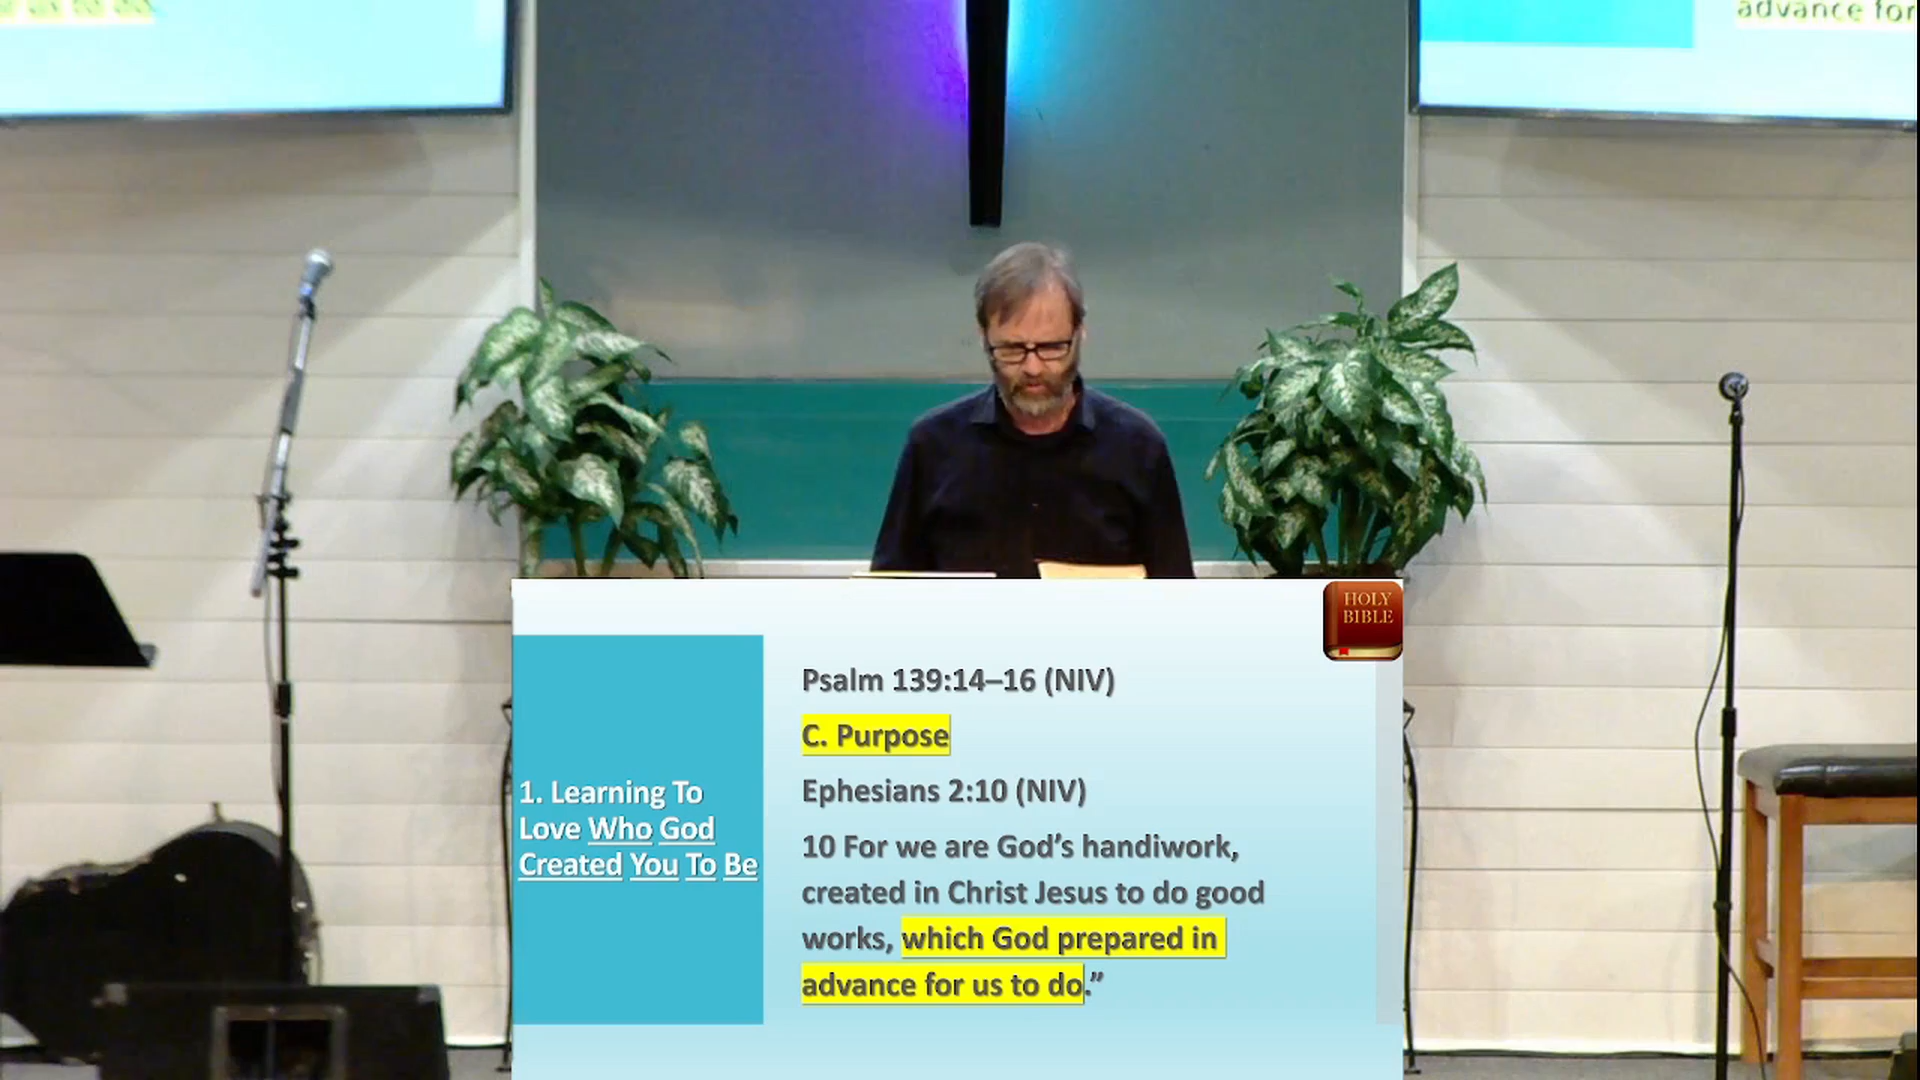 advance for
HOLY
BIBLE
Psalm 139:14–16 (NIV)
C. Purpose
Ephesians 2:10 (NIV)
10 For we are God’s handiwork,
created in Christ Jesus to do good
works, which God prepared in
advance for us to do.”
1. Learning To
Love Who God
Created You To Be